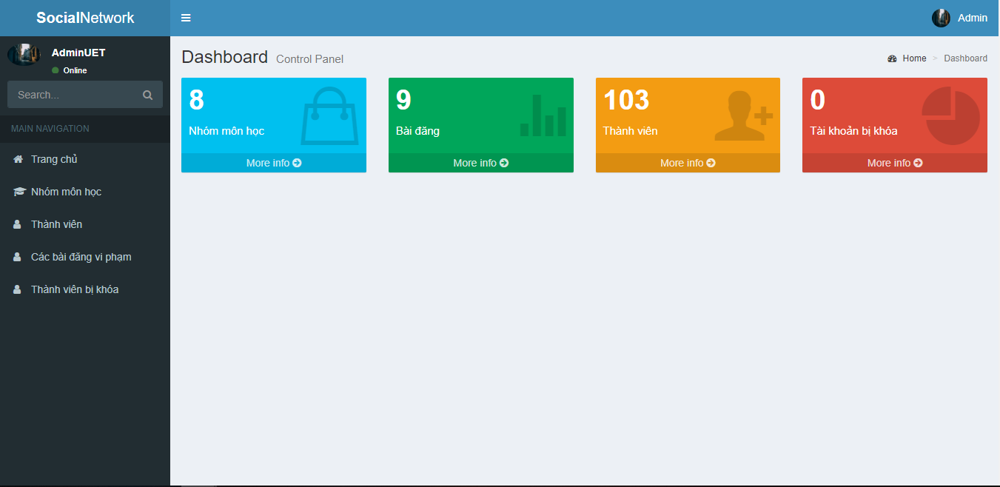 SocialNetwork
Admin
AdminUET
Online
Search...
MAIN NAVIGATION
Trang chủ
Nhóm môn học
Thành viên
Các bài đăng vi phạm
Thành viên bị khóa
Dashboard Control Panel
Home > Dashboard
8
Nhóm môn học
More info
9
Bài đăng
More info
103
Thành viên
More info
0
Tài khoản bị khóa
More info